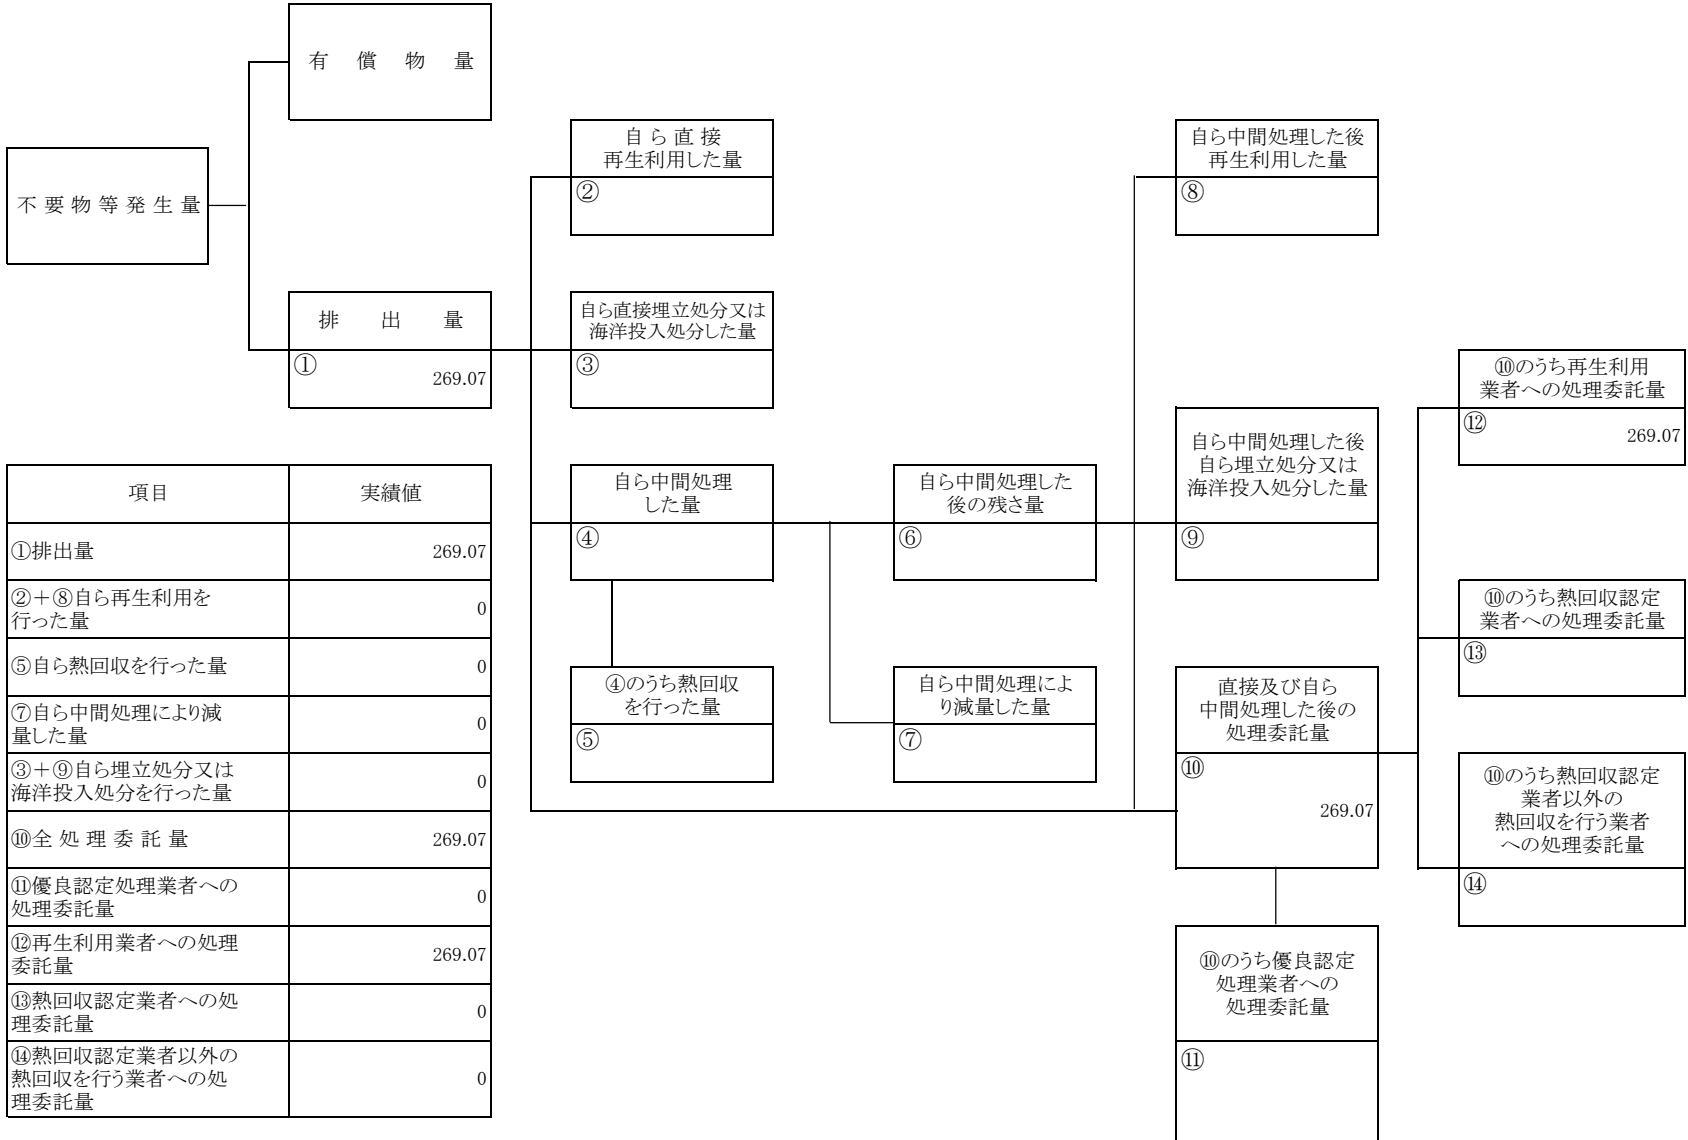 有償物量
不要物等発生量
排出量
①
269.07
自ら直接
再生利用した量
②
自ら直接埋立処分又は
海洋投入処分した量
③
自ら中間処理
した量
④
④のうち熱回収
を行った量
⑤
自ら中間処理した
後の残さ量
⑥
自ら中間処理によ
り減量した量
⑦
自ら中間処理した後
再生利用した量
⑧
自ら中間処理した後
自ら埋立処分又は
海洋投入処分した量
⑨
直接及び自ら
中間処理した後の
処理委託量
⑩
269.07
⑩のうち優良認定
処理業者への
処理委託量
⑪
⑩のうち再生利用
業者への処理委託量
⑫
269.07
⑩のうち熱回収認定
業者への処理委託量
⑬
⑩のうち熱回収認定
業者以外の
熱回収を行う業者
への処理委託量
⑭
項目 実績値
①排出量 269.07
②＋⑧自ら再生利用を
行った量 0
⑤自ら熱回収を行った量 0
⑦自ら中間処理により減
量した量 0
③＋⑨自ら埋立処分又は
海洋投入処分を行った量 0
⑩全処理委託量 269.07
⑪優良認定処理業者への
処理委託量 0
⑫再生利用業者への処理
委託量 269.07
⑬熱回収認定業者への処
理委託量 0
⑭熱回収認定業者以外の
熱回収を行う業者への処
理委託量 0